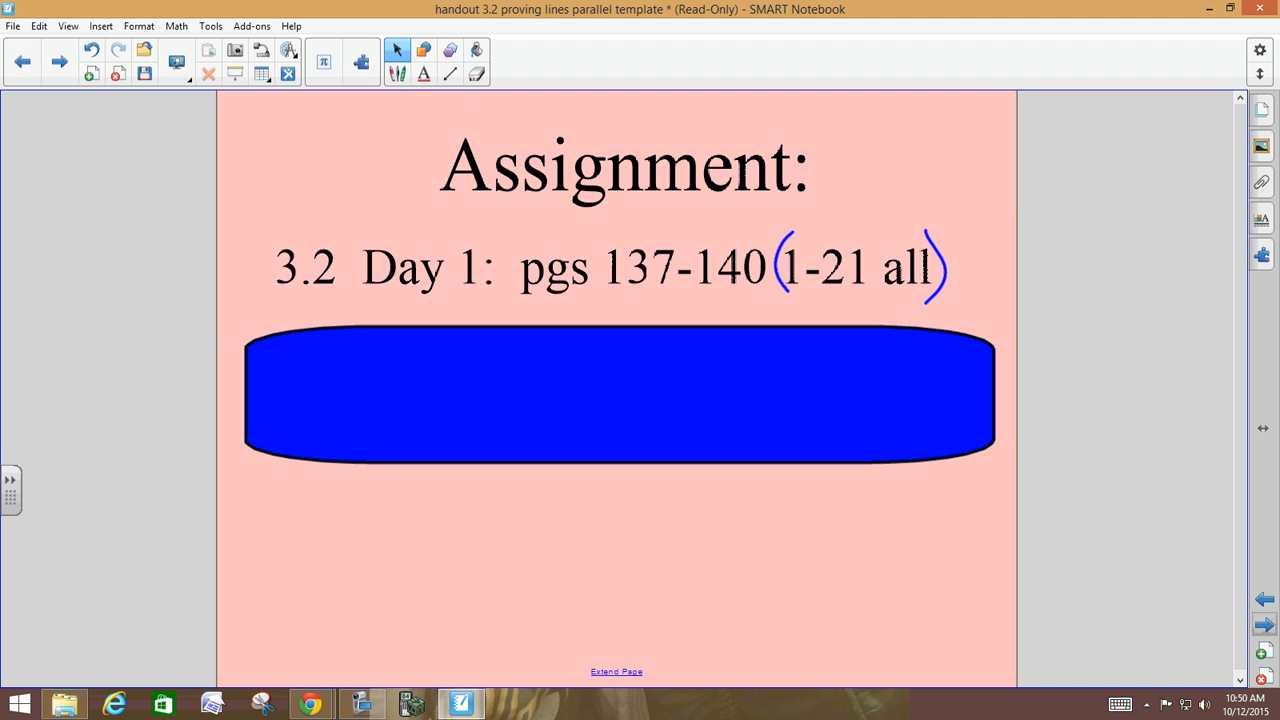 handout 3.2 proving lines parallel template * (Read-Only) - SMART Notebook
File Edit View Insert Format Math Tools Add-ons Help
Assignment:
3.2 Day 1: pgs 137-140 (1-21 all)
Extend Page
10:50 AM
10/12/2015